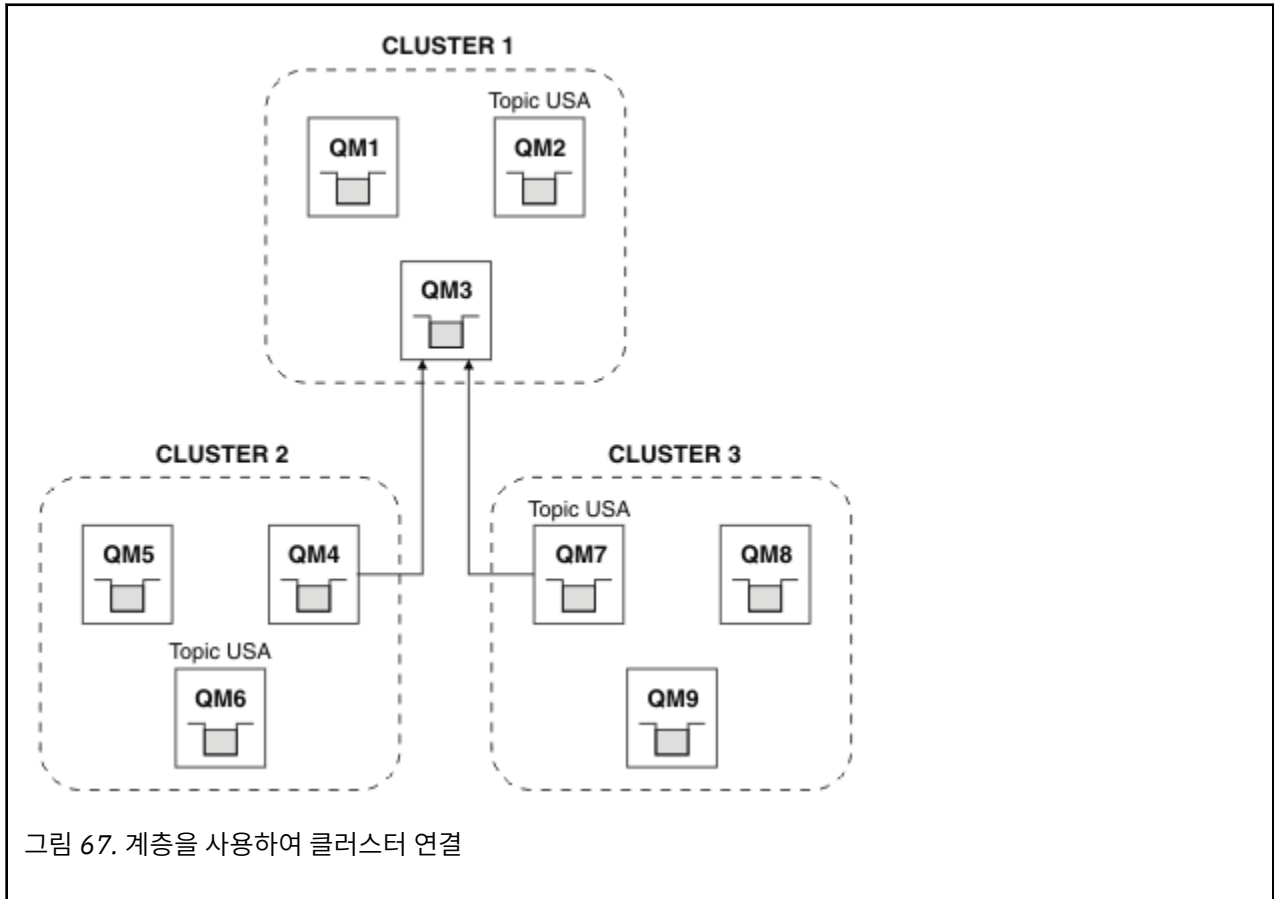 CLUSTER 1
Topic USA
QM1
QM2
QM3
CLUSTER 2
CLUSTER 3
Topic USA
QM5
QM4
QM7
QM8
Topic USA
QM6
QM9
그림 67. 계층을 사용하여 클러스터 연결